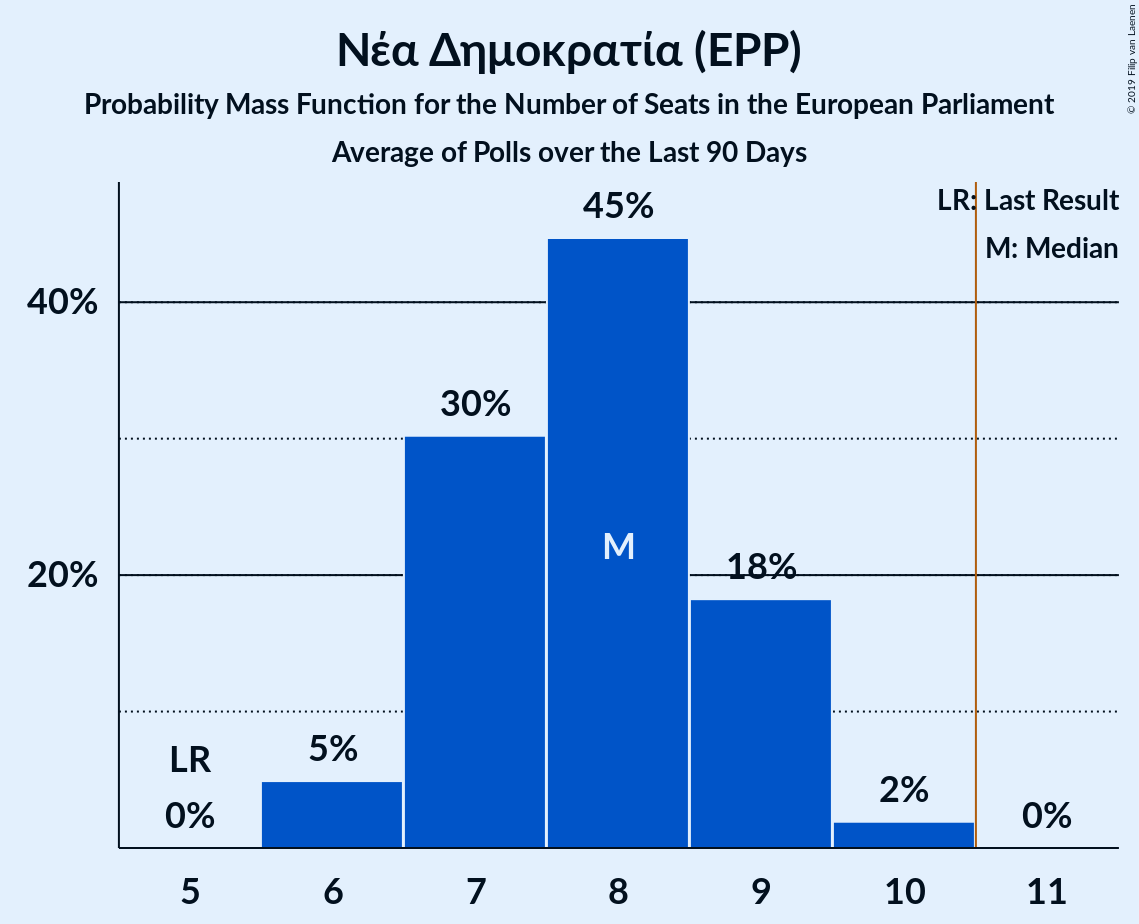 Νέα Δημοκρατία (EPP)
Probability Mass Function for the Number of Seats in the European Parliament
Average of Polls over the Last 90 Days
© 2019 Filip van Laenen
LR: Last Result
M: Median
45%
40%
30%
M
18%
20%
LR
5%
2%
0%
0%
5 6 7 8 9 10 11